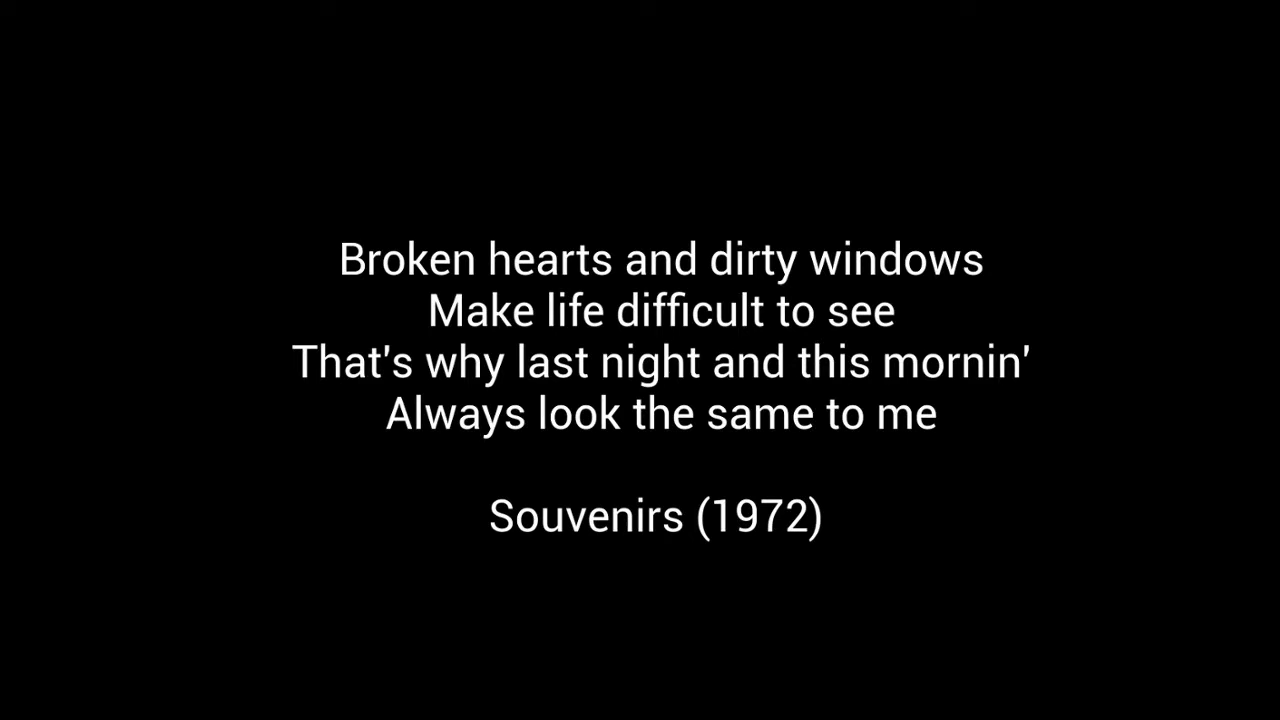 Broken hearts and dirty windows
Make life difficult to see
That's why last night and this mornin'
Always look the same to me
Souvenirs (1972)